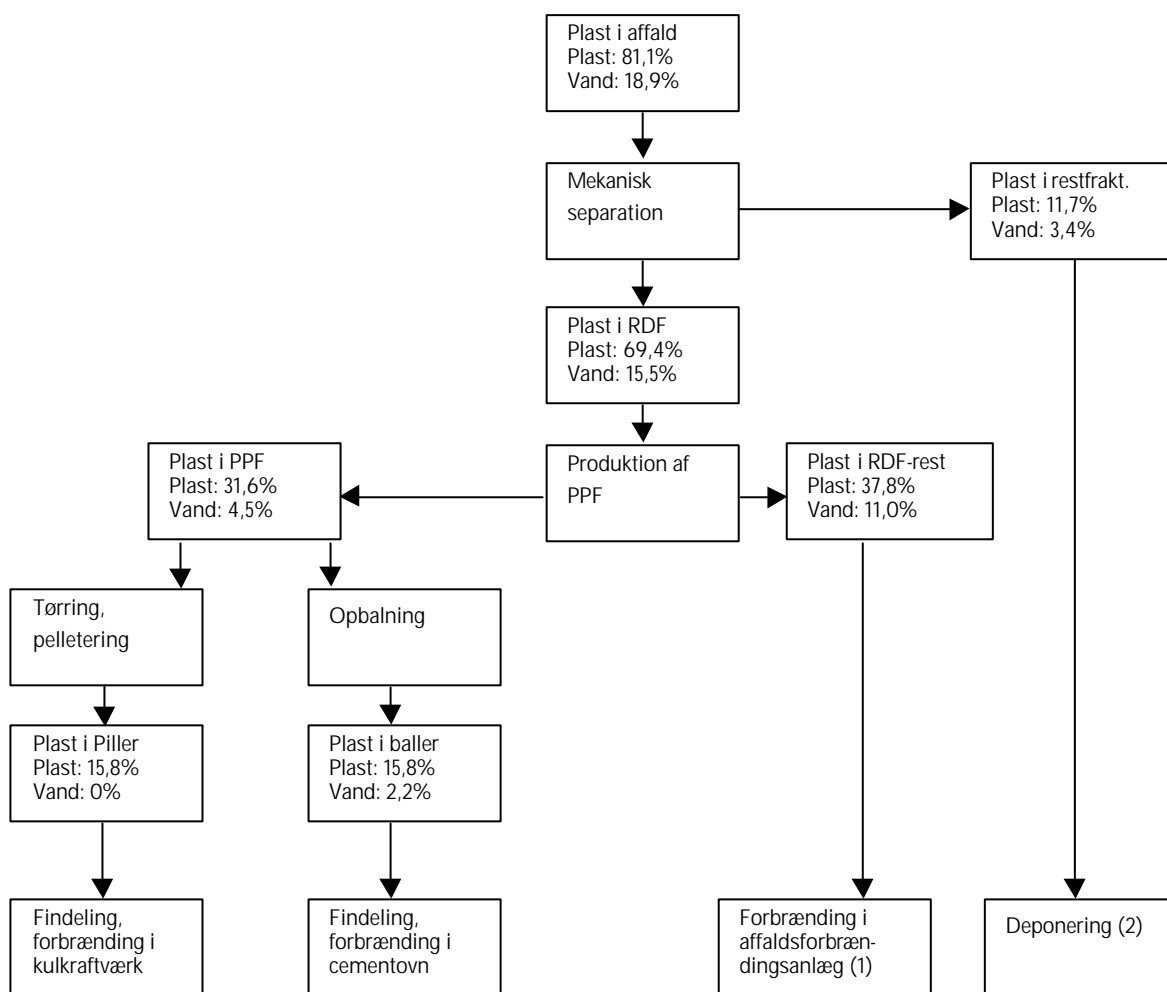 Plast i affald
Plast: 81,1%
Vand: 18,9%
Mekanisk
separation
Plast i restfrakt.
Plast: 11,7%
Vand: 3,4%
Plast i RDF
Plast: 69,4%
Vand: 15,5%
Plast i PPF
Plast: 31,6%
Vand: 4,5%
Produktion af
PPF
Plast i RDF-rest
Plast: 37,8%
Vand: 11,0%
Tørring,
pelletering
Opbalning
Plast i Piller
Plast: 15,8%
Vand: 0%
Plast i baller
Plast: 15,8%
Vand: 2,2%
Findeling,
forbrænding i
kulkraftværk
Findeling,
forbrænding i
cementovn
Forbrænding i
affaldsforbræn-
dingsanlæg (1)
Deponering (2)